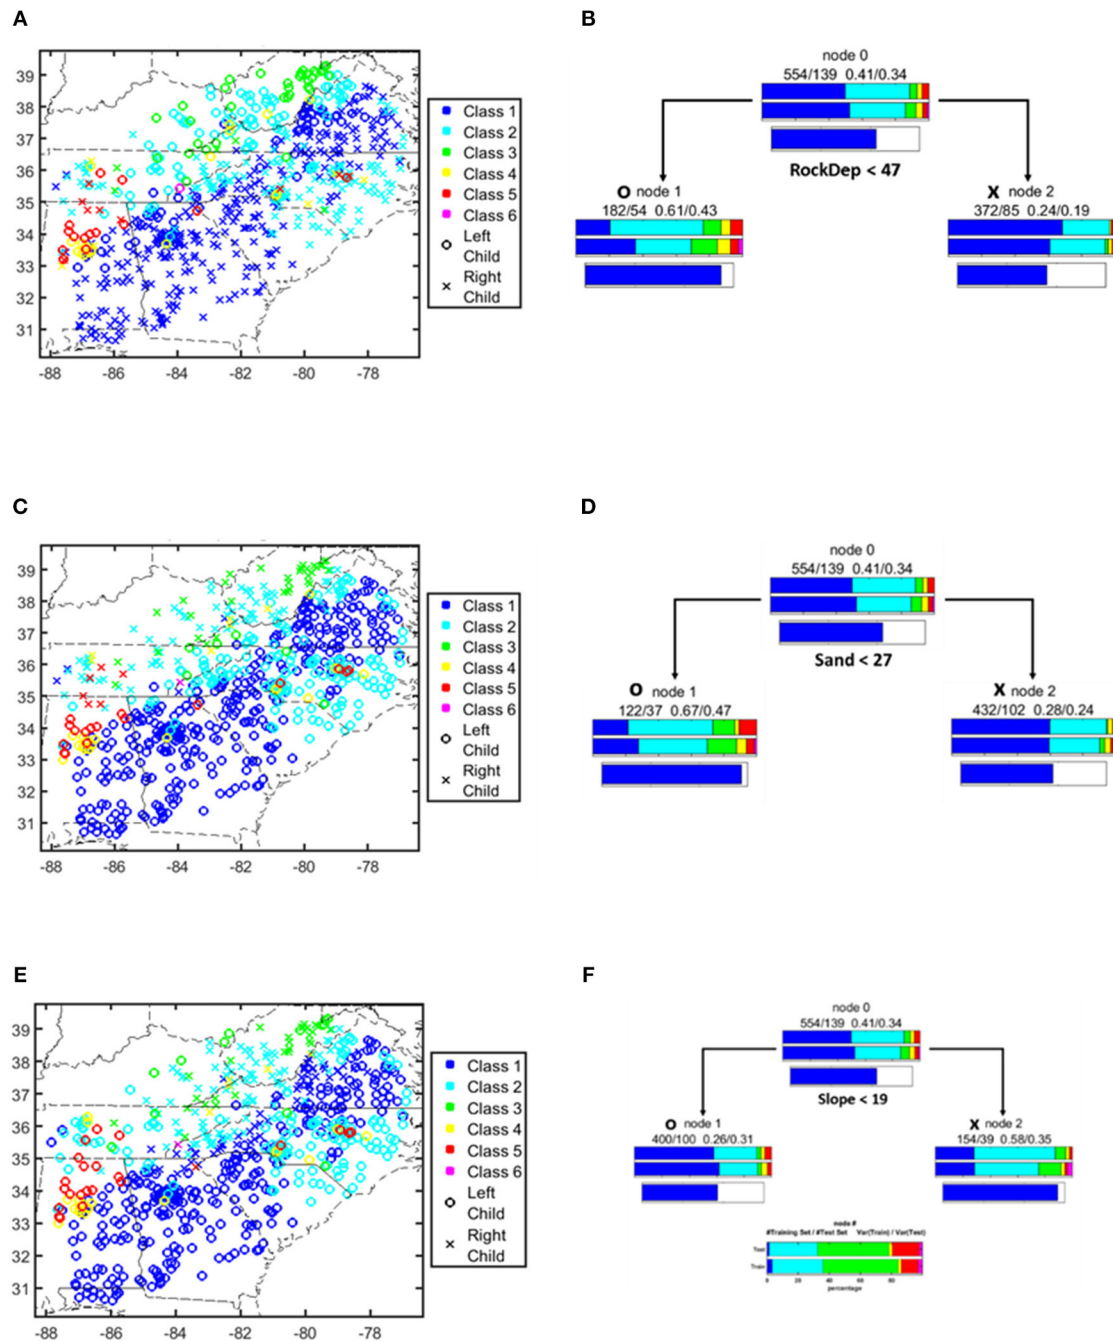 A
39
38
37
36
35
34
33
32
31
-88
-86
-84
-82
-80
-78
Class 1
Class 2
Class 3
Class 4
Class 5
Class 6
Left
Child
Right
Child
B
node 0
554/139 0.41/0.34
RockDep < 47
O node 1
182/54 0.61/0.43
X node 2
372/85 0.24/0.19
C
39
38
37
36
35
34
33
32
31
-88
-86
-84
-82
-80
-78
Class 1
Class 2
Class 3
Class 4
Class 5
Class 6
Left
Child
Right
Child
D
node 0
554/139 0.41/0.34
Sand < 27
O node 1
122/37 0.67/0.47
X node 2
432/102 0.28/0.24
E
39
38
37
36
35
34
33
32
31
30
-88
-86
-84
-82
-80
-78
Class 1
Class 2
Class 3
Class 4
Class 5
Class 6
Left
Child
Right
Child
F
node 0
554/139 0.41/0.34
Slope < 19
O node 1
400/100 0.26/0.31
X node 2
154/39 0.58/0.35
node #
#Training Set / #Test Set Var(Train) / Var(Test)
Test
Train
0 20 40 60 80
percentage